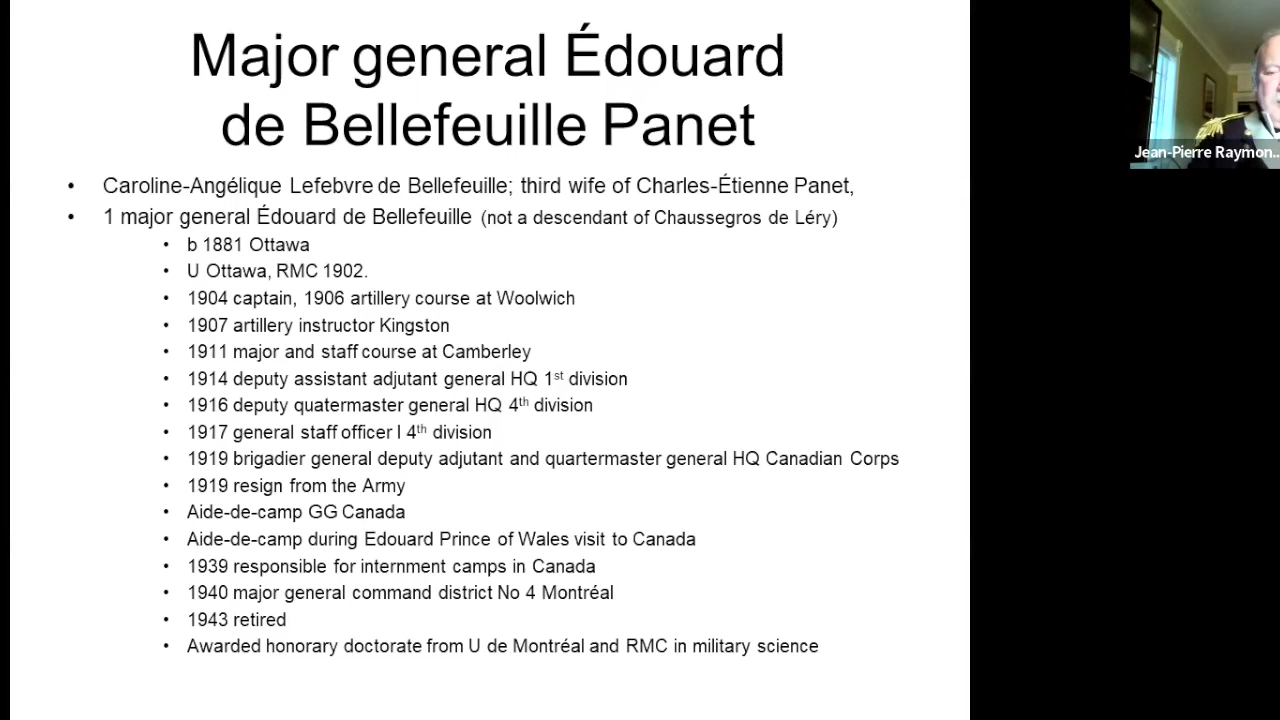 Major general Édouard
de Bellefeuille Panet
• Caroline-Angélique Lefebvre de Bellefeuille; third wife of Charles-Étienne Panet,
• 1 major general Édouard de Bellefeuille (not a descendant of Chaussegros de Léry)
• b 1881 Ottawa
• U Ottawa, RMC 1902.
• 1904 captain, 1906 artillery course at Woolwich
• 1907 artillery instructor Kingston
• 1911 major and staff course at Camberley
• 1914 deputy assistant adjutant general HQ 1st division
• 1916 deputy quatermaster general HQ 4th division
• 1917 general staff officer I 4th division
• 1919 brigadier general deputy adjutant and quartermaster general HQ Canadian Corps
• 1919 resign from the Army
• Aide-de-camp GG Canada
• Aide-de-camp during Edouard Prince of Wales visit to Canada
• 1939 responsible for internment camps in Canada
• 1940 major general command district No 4 Montréal
• 1943 retired
• Awarded honorary doctorate from U de Montréal and RMC in military science
Jean-Pierre Raymon...